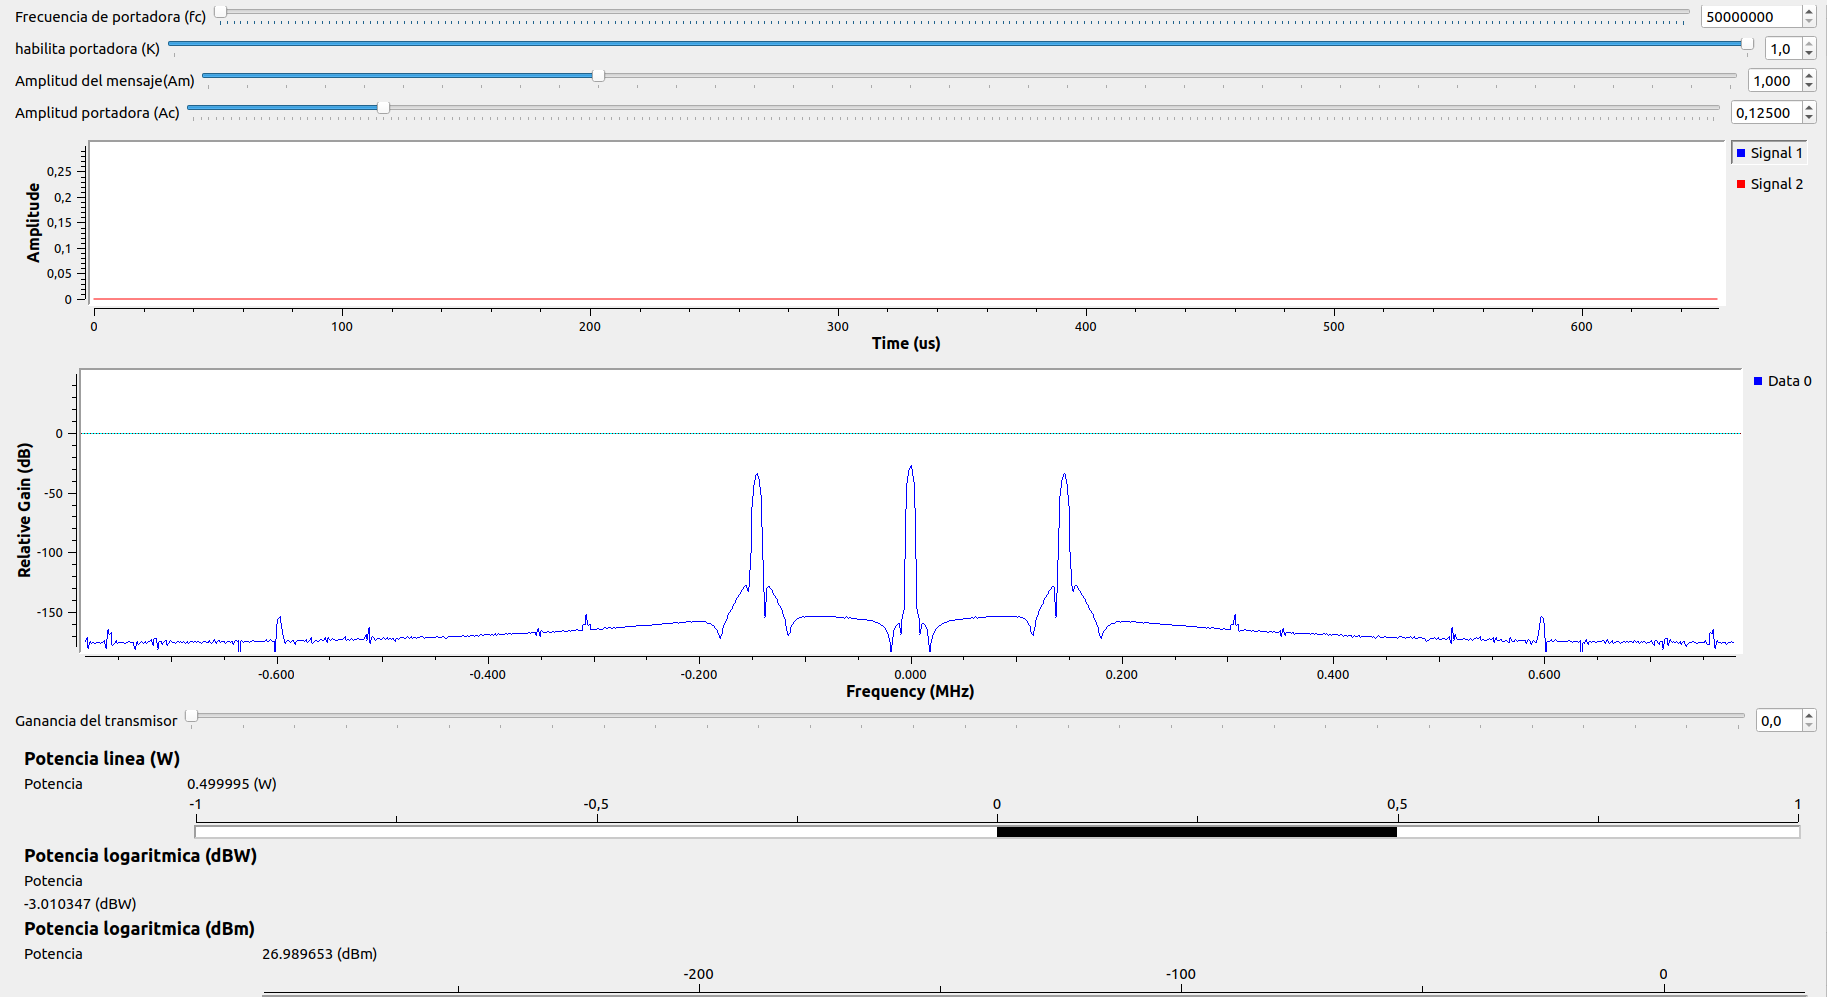 Frecuencia de portadora (fc) 50000000
habilita portadora (K) 1,0
Amplitud del mensaje(Am) 1,000
Amplitud portadora (Ac) 0,12500
Signal 1
Signal 2
Amplitude
0,25
0,2
0,15
0,1
0,05
0
0 100 200 300 400 500 600
Time (us)
Data 0
Relative Gain (dB)
0
-50
-100
-150
-0.600 -0.400 -0.200 0.000 0.200 0.400 0.600
Frequency (MHz)
Ganancia del transmisor 0,0
Potencia linea (W)
Potencia 0.499995 (W)
-1 -0,5 0 0,5 1
Potencia logaritmica (dBW)
Potencia
-3.010347 (dBW)
Potencia logaritmica (dBm)
Potencia 26.989653 (dBm)
-200 -100 0